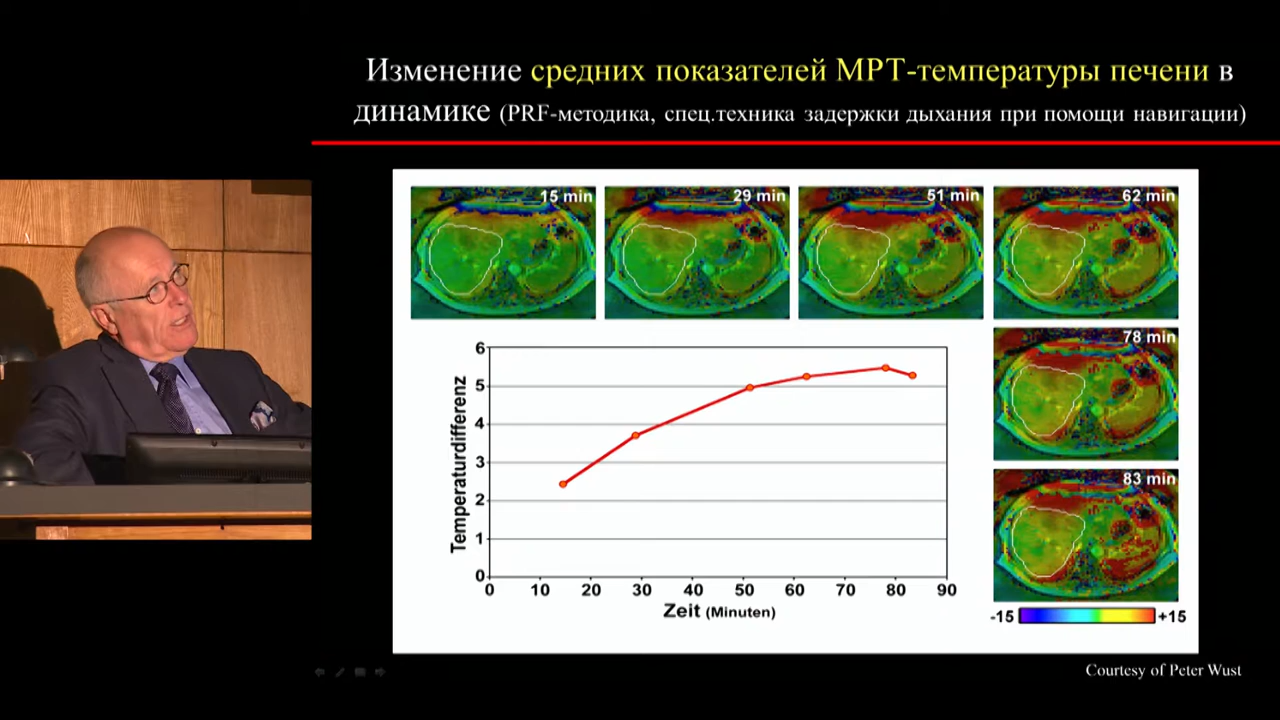 Изменение средних показателей МРТ-температуры печени в
динамике (PRF-методика, спец.техника задержки дыхания при помощи навигации)
15 min
29 min
51 min
62 min
78 min
83 min
-15
+15
Temperaturdifferenz
6
5
4
3
2
1
0
0 10 20 30 40 50 60 70 80 90
Zeit (Minuten)
Courtesy of Peter Wust